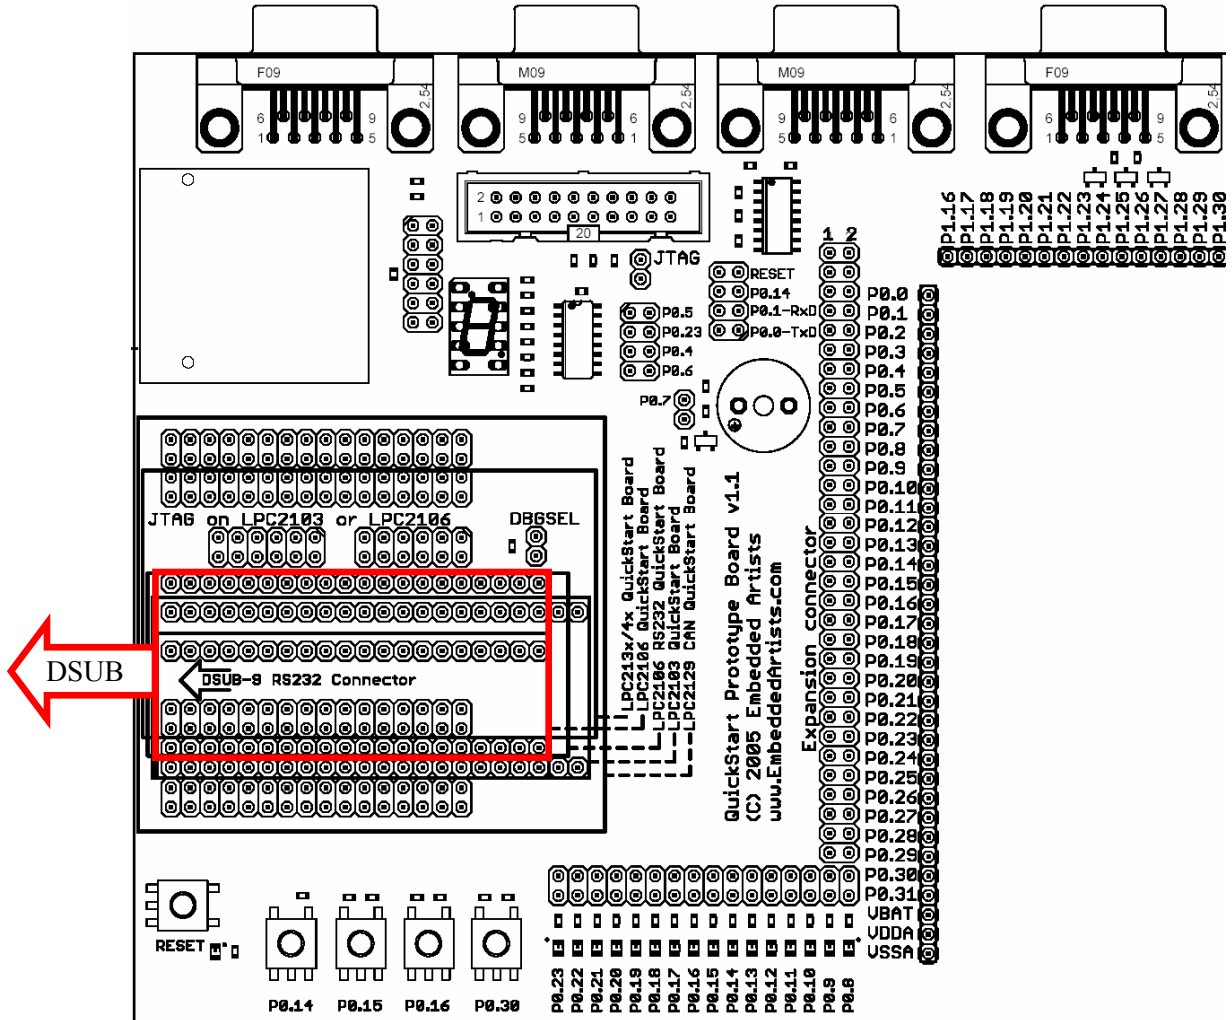 F09
M09
M09
F09
2.54
2.54
2.54
2.54
6 9
1 5
9 6
5 1
9 6
5 1
6 9
1 5
2
1
20
JTAG
RESET
P0.14
P0.1-RxD
P0.0-TxD
P0.5
P0.23
P0.4
P0.6
P0.7
1 2
P1.16
P1.17
P1.18
P1.19
P1.20
P1.21
P1.22
P1.23
P1.24
P1.25
P1.26
P1.27
P1.28
P1.29
P1.30
P0.0
P0.1
P0.2
P0.3
P0.4
P0.5
P0.6
P0.7
P0.8
P0.9
P0.10
P0.11
P0.12
P0.13
P0.14
P0.15
P0.16
P0.17
P0.18
P0.19
P0.20
P0.21
P0.22
P0.23
P0.24
P0.25
P0.26
P0.27
P0.28
P0.29
P0.30
P0.31
VBAT
VDDA
VSSA
Expansion connector
JTAG on LPC2103 or LPC2106
DBGSEL
DSUB
DSUB-9 RS232 Connector
LPC213x/4x QuickStart Board
LPC2106 QuickStart Board
LPC2106 RS232 QuickStart Board
LPC2103 QuickStart Board
LPC2129 CAN QuickStart Board
QuickStart Prototype Board v1.1
(C) 2005 Embedded Artists
www.EmbeddedArtists.com
RESET
P0.14
P0.15
P0.16
P0.30
P0.23
P0.22
P0.21
P0.20
P0.19
P0.18
P0.17
P0.16
P0.15
P0.14
P0.13
P0.12
P0.11
P0.10
P0.9
P0.8